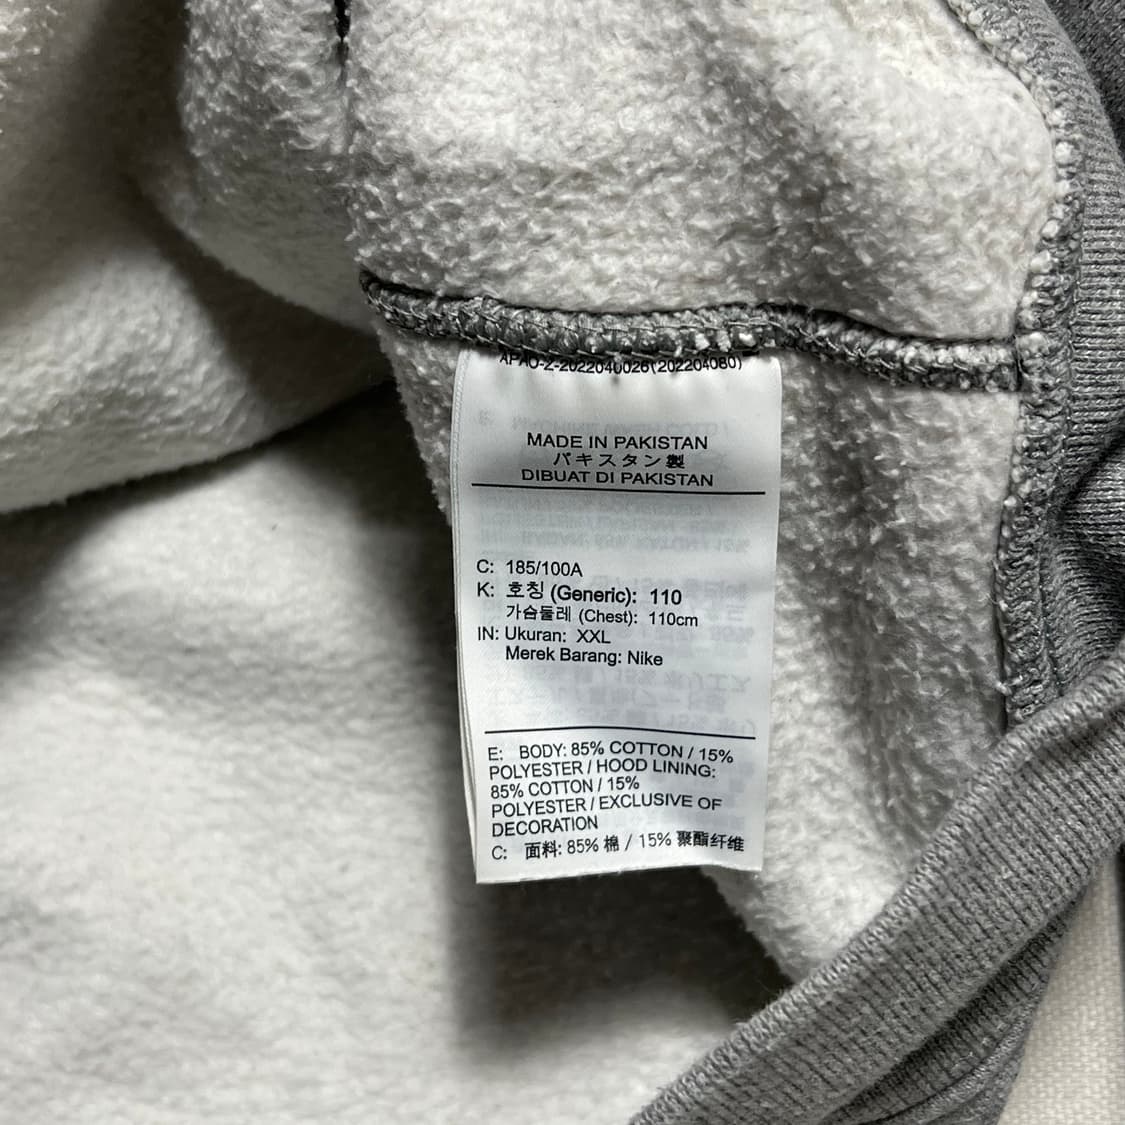 APAO-Z-2022040026(202204080)
MADE IN PAKISTAN
パキスタン製
DIBUAT DI PAKISTAN
C: 185/100A
K: 호칭 (Generic): 110
가슴둘레 (Chest): 110cm
IN: Ukuran: XXL
Merek Barang: Nike
E: BODY: 85% COTTON / 15%
POLYESTER / HOOD LINING:
85% COTTON / 15%
POLYESTER / EXCLUSIVE OF
DECORATION
C: 面料: 85% 棉 / 15% 聚酯纤维